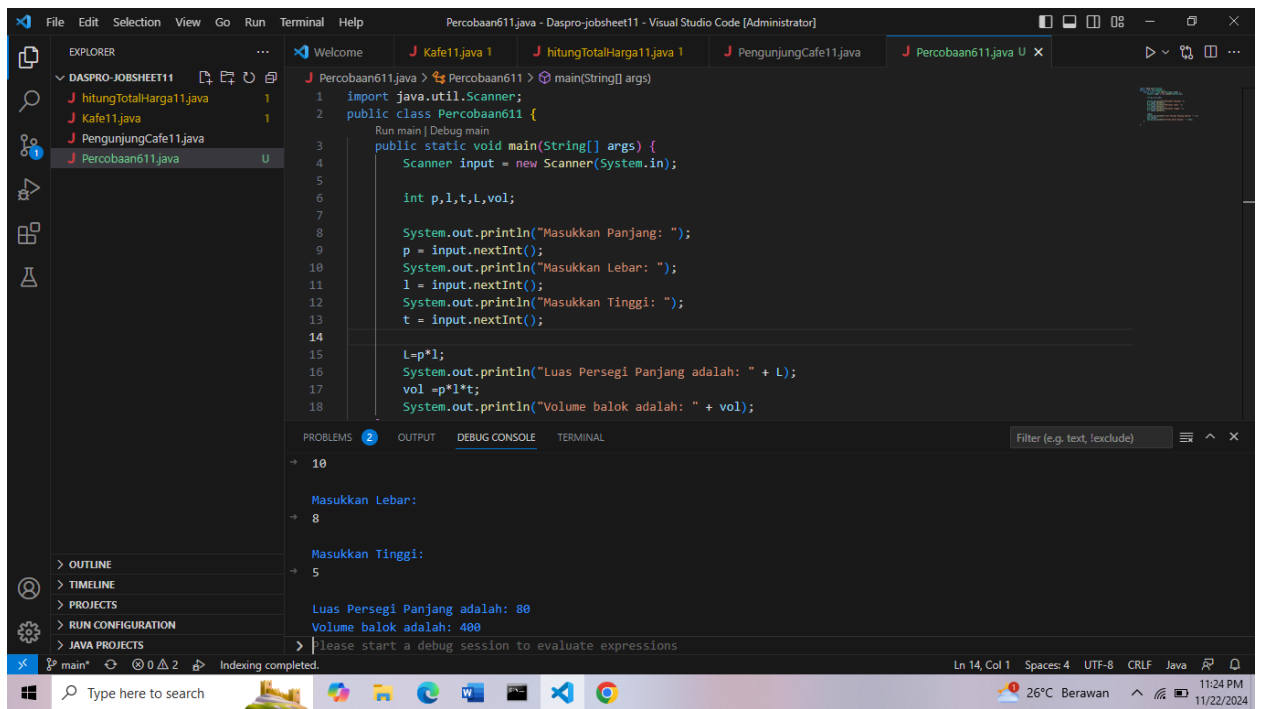 File Edit Selection View Go Run Terminal Help Percobaan611.java - Daspro-jobsheet11 - Visual Studio Code [Administrator]
EXPLORER
Welcome J Kafe11.java 1 J hitungTotalHarga11.java 1 J PengunjungCafe11.java J Percobaan611.java U
DASPRO-JOBSHEET11
J hitungTotalHarga11.java 1
J Kafe11.java 1
J PengunjungCafe11.java
J Percobaan611.java U
1
J Percobaan611.java > Percobaan611 > main(String[] args)
1 import java.util.Scanner;
2 public class Percobaan611 {
Run main | Debug main
3 public static void main(String[] args) {
4 Scanner input = new Scanner(System.in);
5
6 int p,l,t,L,vol;
7
8 System.out.println("Masukkan Panjang: ");
9 p = input.nextInt();
10 System.out.println("Masukkan Lebar: ");
11 l = input.nextInt();
12 System.out.println("Masukkan Tinggi: ");
13 t = input.nextInt();
14
15 L=p*l;
16 System.out.println("Luas Persegi Panjang adalah: " + L);
17 vol =p*l*t;
18 System.out.println("Volume balok adalah: " + vol);
PROBLEMS 2 OUTPUT DEBUG CONSOLE TERMINAL Filter (e.g. text, !exclude)
10
Masukkan Lebar:
8
Masukkan Tinggi:
5
Luas Persegi Panjang adalah: 80
Volume balok adalah: 400
Please start a debug session to evaluate expressions
OUTLINE
TIMELINE
PROJECTS
RUN CONFIGURATION
JAVA PROJECTS
main* 0 2 Indexing completed. Ln 14, Col 1 Spaces: 4 UTF-8 CRLF Java
Type here to search 26°C Berawan 11:24 PM
11/22/2024